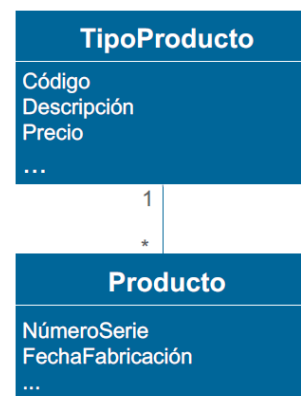 TipoProducto
Código
Descripción
Precio
...
1
*
Producto
NúmeroSerie
FechaFabricación
...